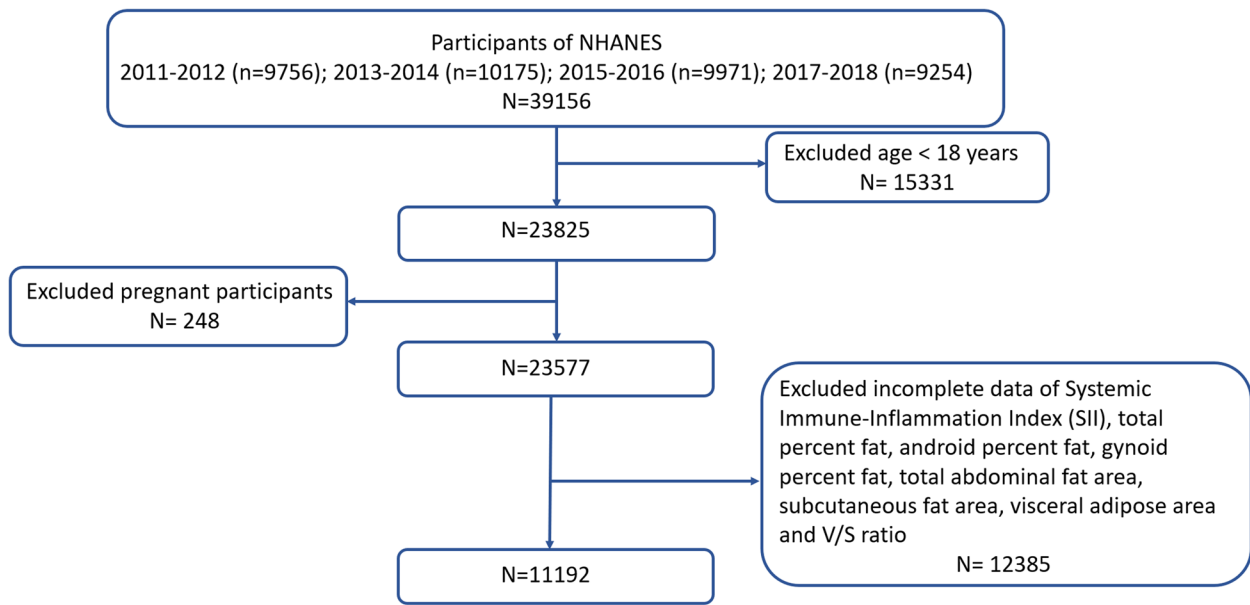 Participants of NHANES
2011-2012 (n=9756); 2013-2014 (n=10175); 2015-2016 (n=9971); 2017-2018 (n=9254)
N=39156
Excluded age < 18 years
N= 15331
N=23825
Excluded pregnant participants
N= 248
N=23577
Excluded incomplete data of Systemic
Immune-Inflammation Index (SII), total
percent fat, android percent fat, gynoid
percent fat, total abdominal fat area,
subcutaneous fat area, visceral adipose area
and V/S ratio
N= 12385
N=11192